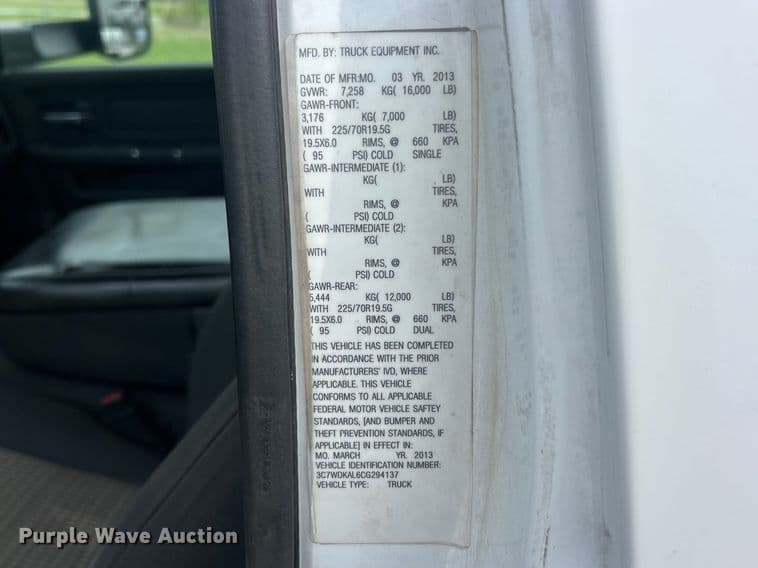 MFD. BY: TRUCK EQUIPMENT INC.
DATE OF MFR:MO. 03 YR. 2013
GVWR: 7,258 KG( 16,000 LB)
GAWR-FRONT:
3,176 KG( 7,000 LB)
WITH 225/70R19.5G TIRES,
19.5X6.0 RIMS, @ 660 KPA
( 95 PSI) COLD SINGLE
GAWR-INTERMEDIATE (1):
KG( LB)
WITH TIRES,
RIMS, @ KPA
( PSI) COLD
GAWR-INTERMEDIATE (2):
KG( LB)
WITH TIRES,
RIMS, @ KPA
( PSI) COLD
GAWR-REAR:
5,444 KG( 12,000 LB)
WITH 225/70R19.5G TIRES,
19.5X6.0 RIMS, @ 660 KPA
( 95 PSI) COLD DUAL
THIS VEHICLE HAS BEEN COMPLETED
IN ACCORDANCE WITH THE PRIOR
MANUFACTURERS' IVD, WHERE
APPLICABLE. THIS VEHICLE
CONFORMS TO ALL APPLICABLE
FEDERAL MOTOR VEHICLE SAFTEY
STANDARDS, [AND BUMPER AND
THEFT PREVENTION STANDARDS, IF
APPLICABLE] IN EFFECT IN:
MO. MARCH YR. 2013
VEHICLE IDENTIFICATION NUMBER:
3C7WDKAL6CG294137
VEHICLE TYPE: TRUCK
Purple Wave Auction®